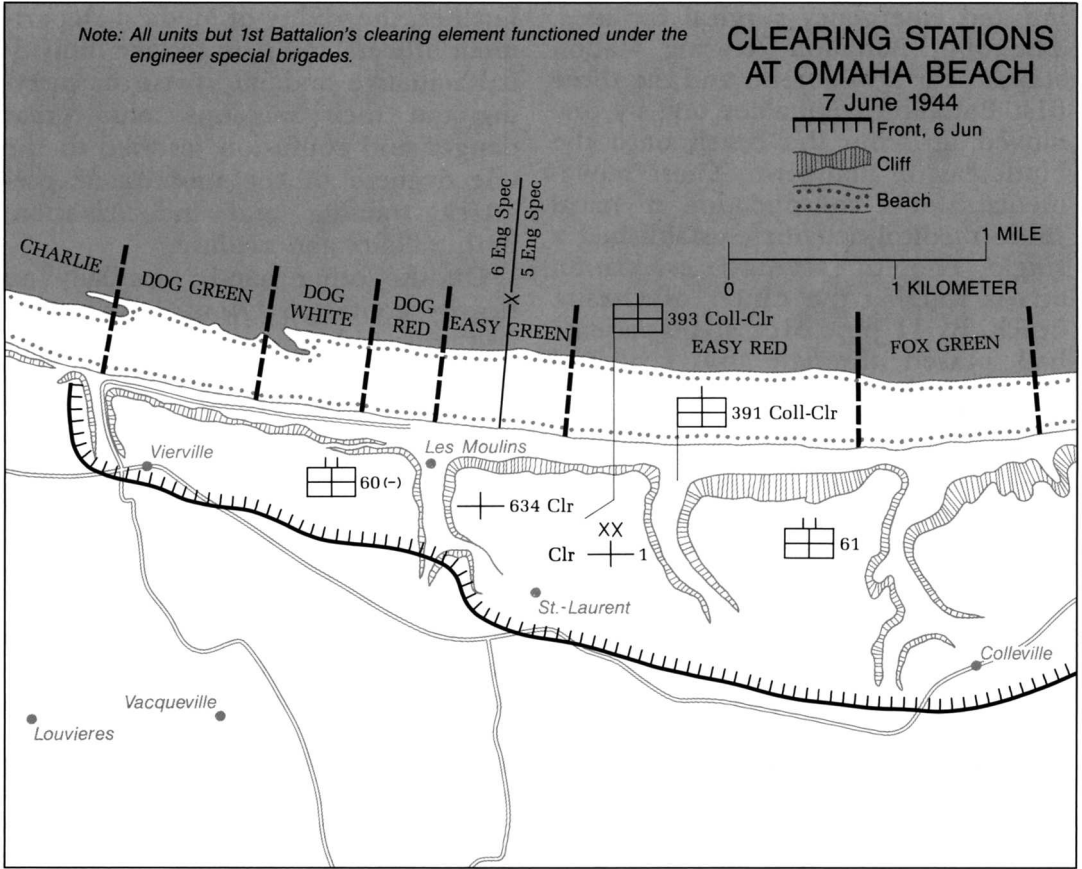 Note: All units but 1st Battalion's clearing element functioned under the
engineer special brigades.
CLEARING STATIONS
AT OMAHA BEACH
7 June 1944
Front, 6 Jun
Cliff
Beach
1 MILE
0
1 KILOMETER
6 Eng Spec
5 Eng Spec
X
CHARLIE
DOG GREEN
DOG
WHITE
DOG
RED
EASY GREEN
393 Coll-Clr
EASY RED
FOX GREEN
391 Coll-Clr
Vierville
Les Moulins
60(-)
634 Clr
XX
Clr
1
61
St.-Laurent
Colleville
Vacqueville
Louvieres